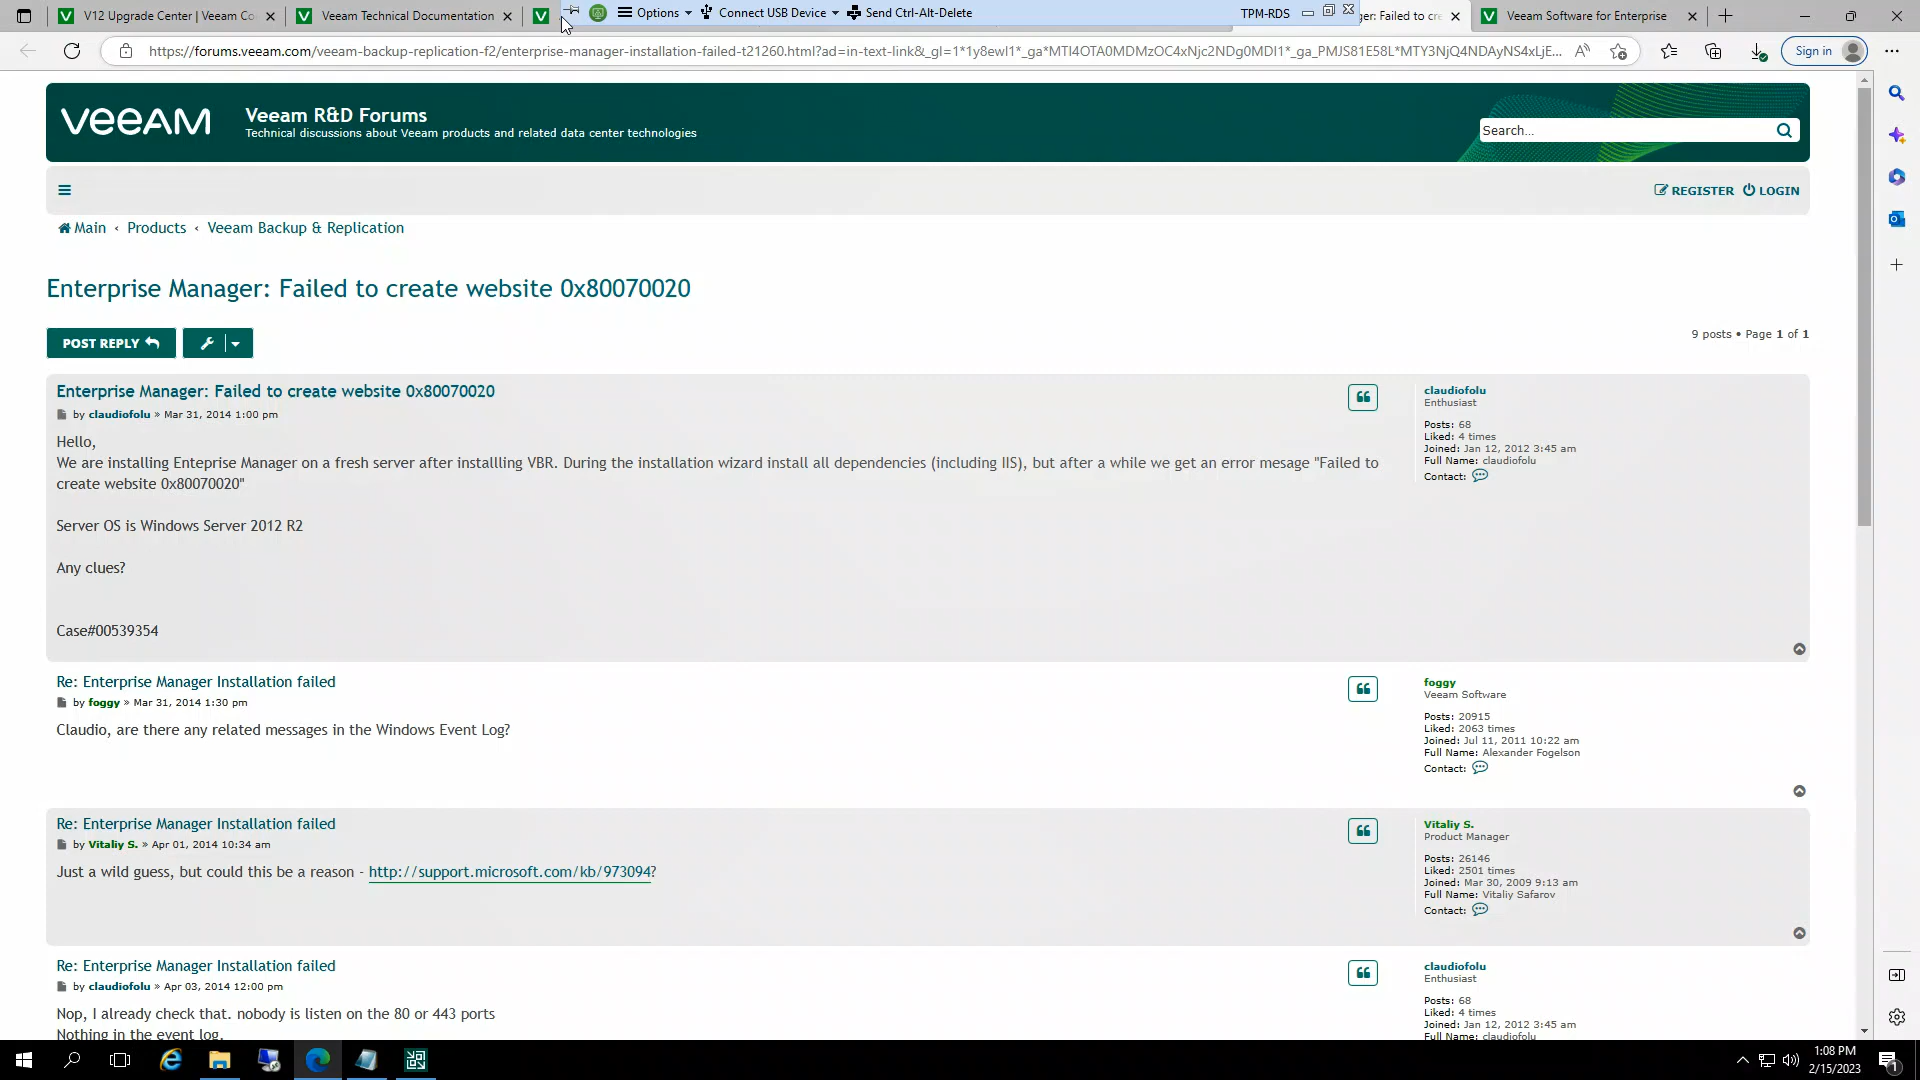 V12 Upgrade Center | Veeam Co
Veeam Technical Documentation
Options
Connect USB Device
Send Ctrl-Alt-Delete
TPM-RDS
ger: Failed to cre
Veeam Software for Enterprise
https://forums.veeam.com/veeam-backup-replication-f2/enterprise-manager-installation-failed-t21260.html?ad=in-text-link&_gl=1*1y8ewl1*_ga*MTI4OTA0MDMzOC4xNjc2NDg0MDI1*_ga_PMJS81E58L*MTY3NjQ4NDAyNS4xLjE...
Sign in
VEEAM
Veeam R&D Forums
Technical discussions about Veeam products and related data center technologies
Search...
REGISTER
LOGIN
Main ‹ Products ‹ Veeam Backup & Replication
Enterprise Manager: Failed to create website 0x80070020
POST REPLY
9 posts • Page 1 of 1
Enterprise Manager: Failed to create website 0x80070020
by claudiofolu » Mar 31, 2014 1:00 pm
Hello,
We are installing Enteprise Manager on a fresh server after installling VBR. During the installation wizard install all dependencies (including IIS), but after a while we get an error mesage "Failed to
create website 0x80070020"
Server OS is Windows Server 2012 R2
Any clues?
Case#00539354
claudiofolu
Enthusiast
Posts: 68
Liked: 4 times
Joined: Jan 12, 2012 3:45 am
Full Name: claudiofolu
Contact:
Re: Enterprise Manager Installation failed
by foggy » Mar 31, 2014 1:30 pm
Claudio, are there any related messages in the Windows Event Log?
foggy
Veeam Software
Posts: 20915
Liked: 2063 times
Joined: Jul 11, 2011 10:22 am
Full Name: Alexander Fogelson
Contact:
Re: Enterprise Manager Installation failed
by Vitaliy S. » Apr 01, 2014 10:34 am
Just a wild guess, but could this be a reason - http://support.microsoft.com/kb/973094?
Vitaliy S.
Product Manager
Posts: 26146
Liked: 2501 times
Joined: Mar 30, 2009 9:13 am
Full Name: Vitaliy Safarov
Contact:
Re: Enterprise Manager Installation failed
by claudiofolu » Apr 03, 2014 12:00 pm
Nop, I already check that. nobody is listen on the 80 or 443 ports
Nothing in the event log.
claudiofolu
Enthusiast
Posts: 68
Liked: 4 times
Joined: Jan 12, 2012 3:45 am
Full Name: claudiofolu
1:08 PM
2/15/2023
1